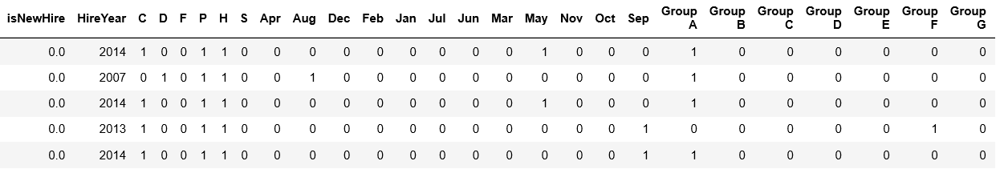 isNewHire HireYear C D F P H S Apr Aug Dec Feb Jan Jul Jun Mar May Nov Oct Sep Group A Group B Group C Group D Group E Group F Group G
0.0 2014 1 0 0 1 1 0 0 0 0 0 0 0 0 0 1 0 0 0 1 0 0 0 0 0 0
0.0 2007 0 1 0 1 1 0 0 1 0 0 0 0 0 0 0 0 0 0 1 0 0 0 0 0 0
0.0 2014 1 0 0 1 1 0 0 0 0 0 0 0 0 0 1 0 0 0 1 0 0 0 0 0 0
0.0 2013 1 0 0 1 1 0 0 0 0 0 0 0 0 0 0 0 0 1 0 0 0 0 0 1 0
0.0 2014 1 0 0 1 1 0 0 0 0 0 0 0 0 0 0 0 0 1 1 0 0 0 0 0 0